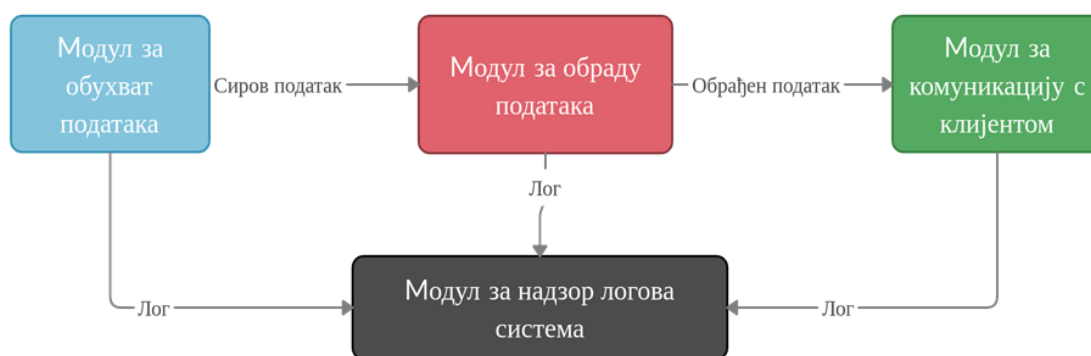 Модул за
обухват
података
Сиров податак
Модул за обраду
података
Обрађен податак
Модул за
комуникацију с
клијентом
Лог
Лог
Лог
Модул за надзор логова
система